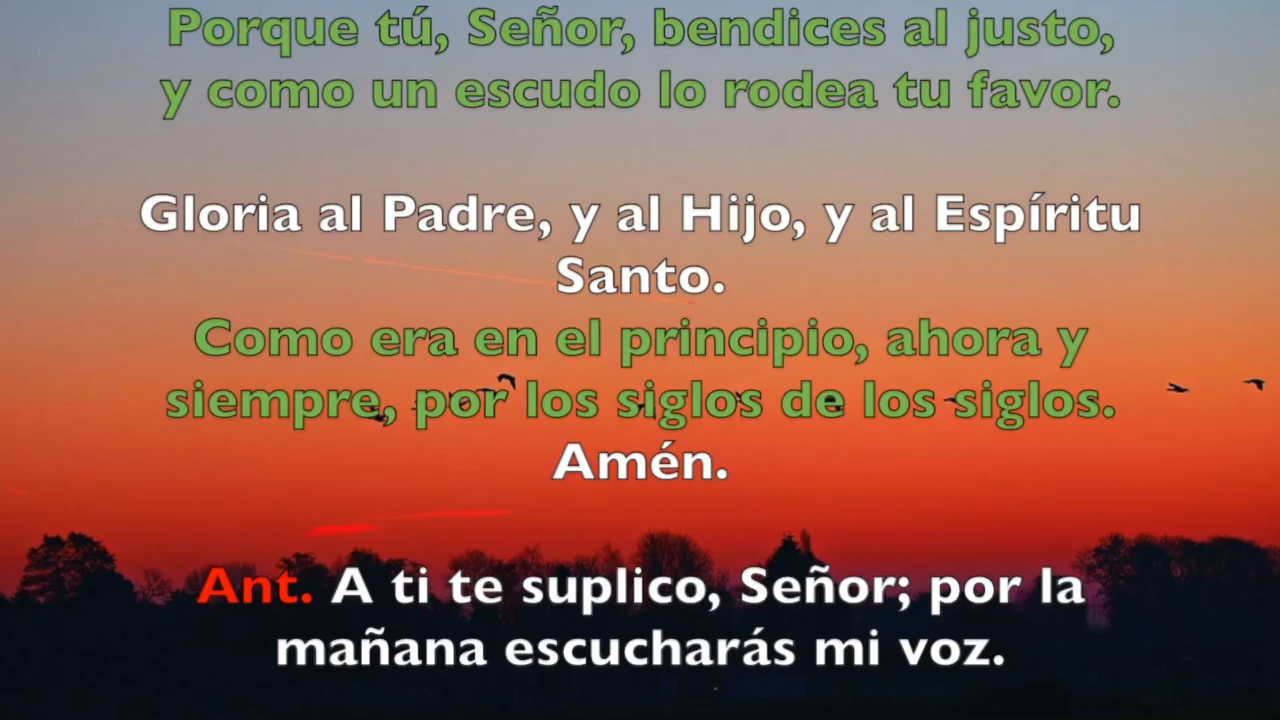 Porque tú, Señor, bendices al justo,
y como un escudo lo rodea tu favor.
Gloria al Padre, y al Hijo, y al Espíritu
Santo.
Como era en el principio, ahora y
siempre, por los siglos de los siglos.
Amén.
Ant. A ti te suplico, Señor; por la
mañana escucharás mi voz.